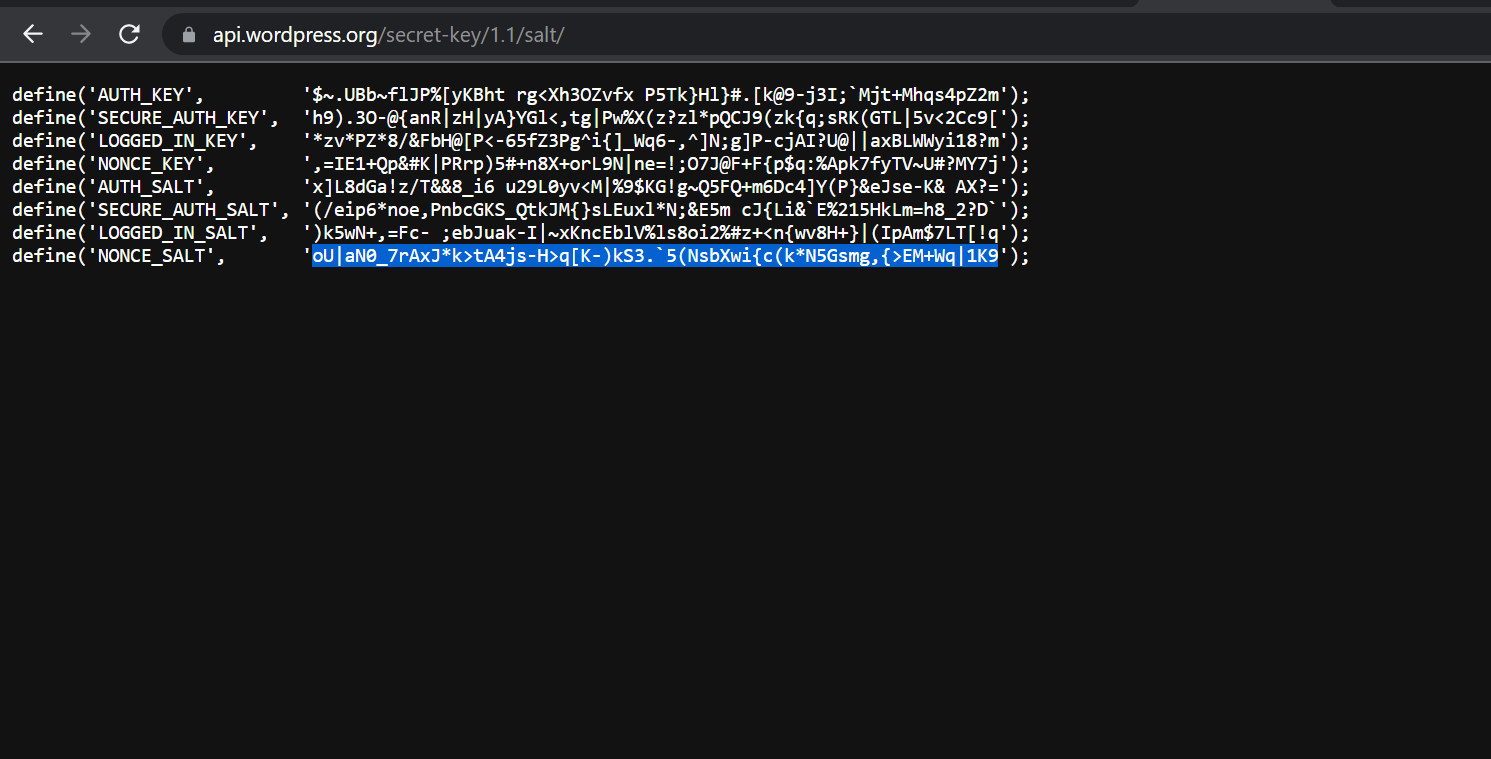 api.wordpress.org/secret-key/1.1/salt/
define('AUTH_KEY',         '$~.UBb~flJP%[yKBht rg<Xh3OZvfx P5Tk}Hl}#.[k@9-j3I;`Mjt+Mhqs4pZ2m');
define('SECURE_AUTH_KEY',  'h9).3O-@{anR|zH|yA}YGl<,tg|Pw%X(z?zl*pQCJ9(zk{q;sRK(GTL|5v<2Cc9[');
define('LOGGED_IN_KEY',    '*zv*PZ*8/&FbH@[P<-65fZ3Pg^i{]_Wq6-,^]N;g]P-cjAI?U@||axBLWWyi18?m');
define('NONCE_KEY',        ',=IE1+Qp&#K|PRrp)5#+n8X+orL9N|ne=!;O7J@F+F{p$q:%Apk7fyTV~U#?MY7j');
define('AUTH_SALT',        'x]L8dGa!z/T&&8_i6 u29L0yv<M|%9$KG!g~Q5FQ+m6Dc4]Y(P}&eJse-K& AX?=');
define('SECURE_AUTH_SALT', '(/eip6*noe,PnbcGKS_QtkJM{}sLEuxl*N;&E5m cJ{Li&`E%215HkLm=h8_2?D`');
define('LOGGED_IN_SALT',   ')k5wN+,=Fc- ;ebJuak-I|~xKncEblV%ls8oi2%#z+<n{wv8H+}|(IpAm$7LT[!q');
define('NONCE_SALT',       'oU|aN0_7rAxJ*k>tA4js-H>q[K-)kS3.`5(NsbXwi{c(k*N5Gsmg,{>EM+Wq|1K9');